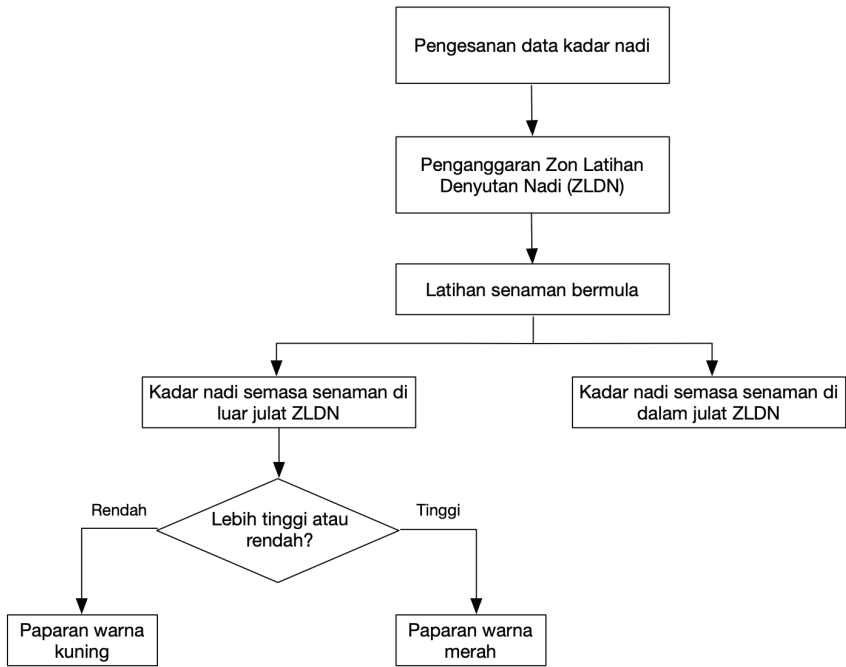 Pengesanan data kadar nadi
Penganggaran Zon Latihan
Denyutan Nadi (ZLDN)
Latihan senaman bermula
Kadar nadi semasa senaman di
luar julat ZLDN
Kadar nadi semasa senaman di
dalam julat ZLDN
Rendah
Lebih tinggi atau
rendah?
Tinggi
Paparan warna
kuning
Paparan warna
merah